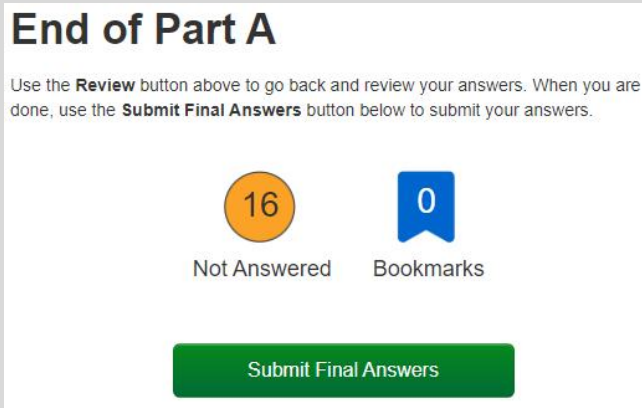 End of Part A
Use the Review button above to go back and review your answers. When you are
done, use the Submit Final Answers button below to submit your answers.
16
0
Not Answered
Bookmarks
Submit Final Answers